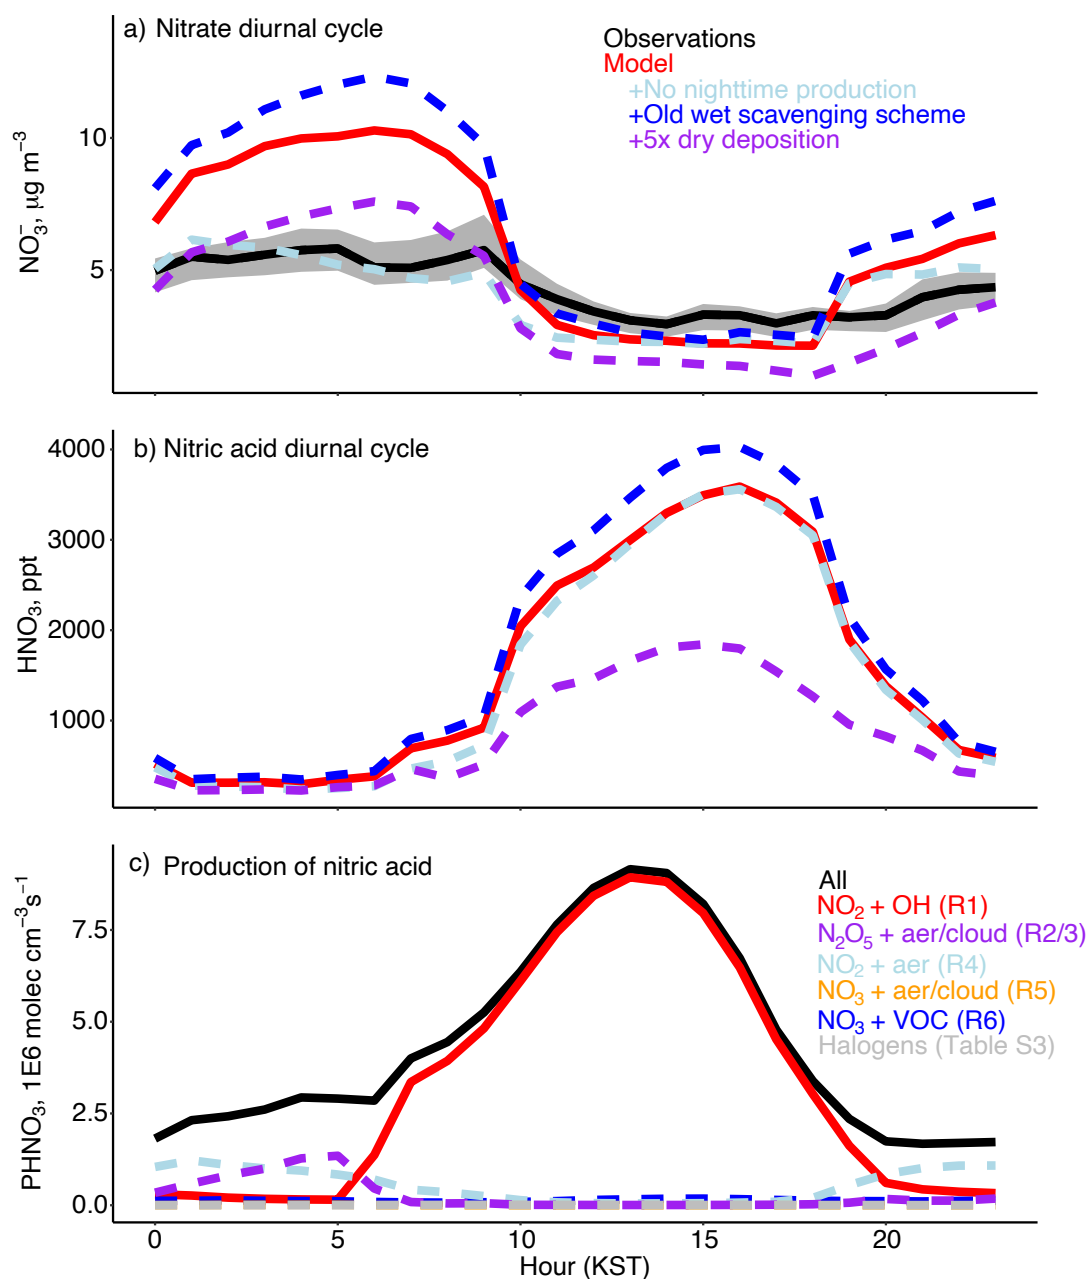 a) Nitrate diurnal cycle
Observations
Model
+No nighttime production
+Old wet scavenging scheme
+5x dry deposition
NO₃⁻, μg m⁻³
10
5
b) Nitric acid diurnal cycle
HNO₃, ppt
4000
3000
2000
1000
c) Production of nitric acid
All
NO₂ + OH (R1)
N₂O₅ + aer/cloud (R2/3)
NO₂ + aer (R4)
NO₃ + aer/cloud (R5)
NO₃ + VOC (R6)
Halogens (Table S3)
PHNO₃, 1E6 molec cm⁻³s⁻¹
7.5
5.0
2.5
0.0
0 5 10 15 20
Hour (KST)